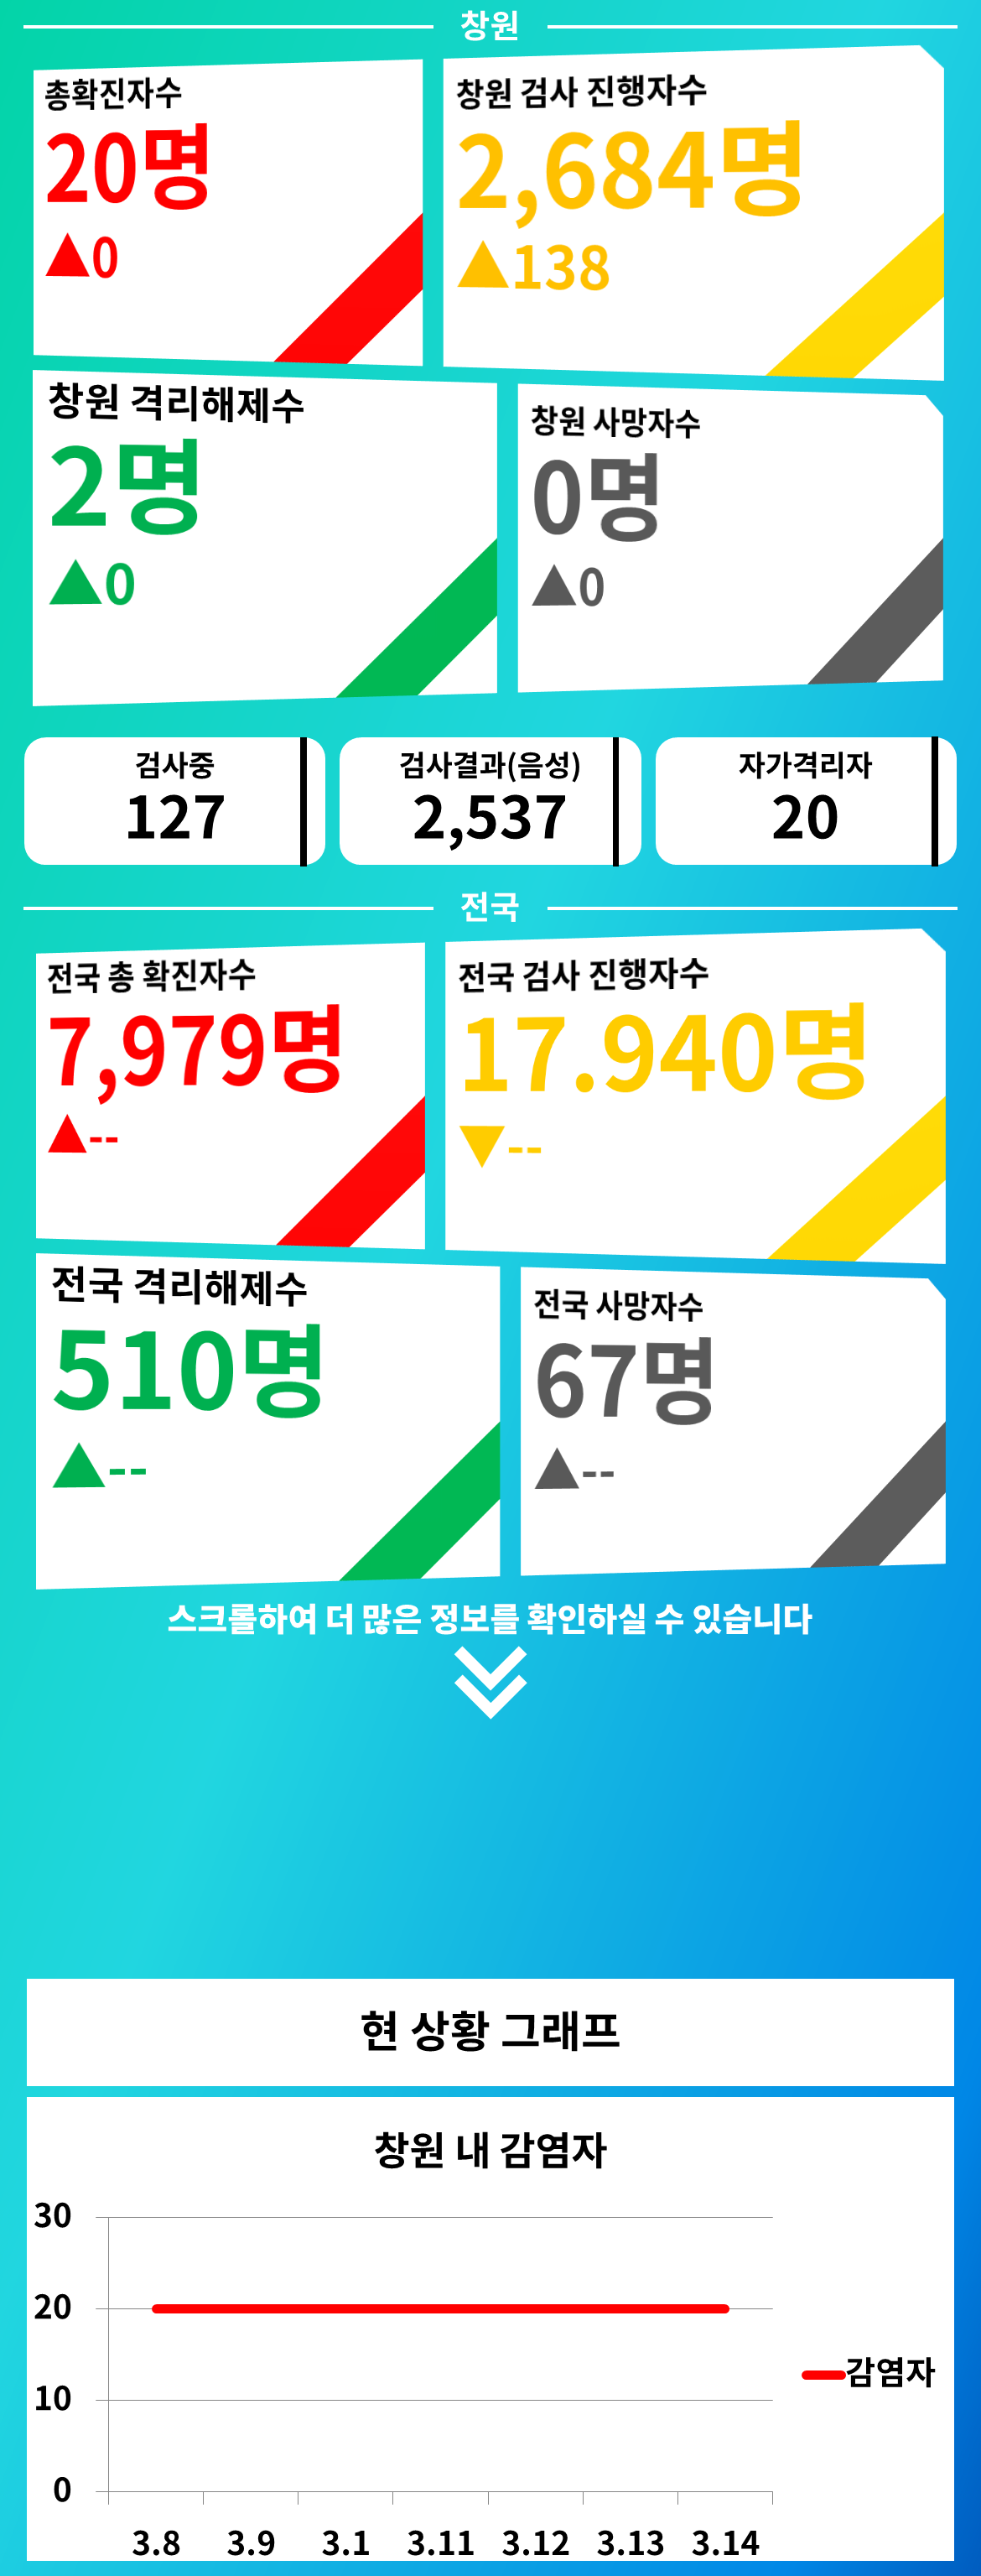 창원
총확진자수
20명
▲0
창원 검사 진행자수
2,684명
▲138
창원 격리해제수
2명
▲0
창원 사망자수
0명
▲0
검사중
127
검사결과(음성)
2,537
자가격리자
20
전국
전국 총 확진자수
7,979명
▲--
전국 검사 진행자수
17.940명
▼--
전국 격리해제수
510명
▲--
전국 사망자수
67명
▲--
스크롤하여 더 많은 정보를 확인하실 수 있습니다
현 상황 그래프
창원 내 감염자
30
20
10
0
감염자
3.8 3.9 3.1 3.11 3.12 3.13 3.14